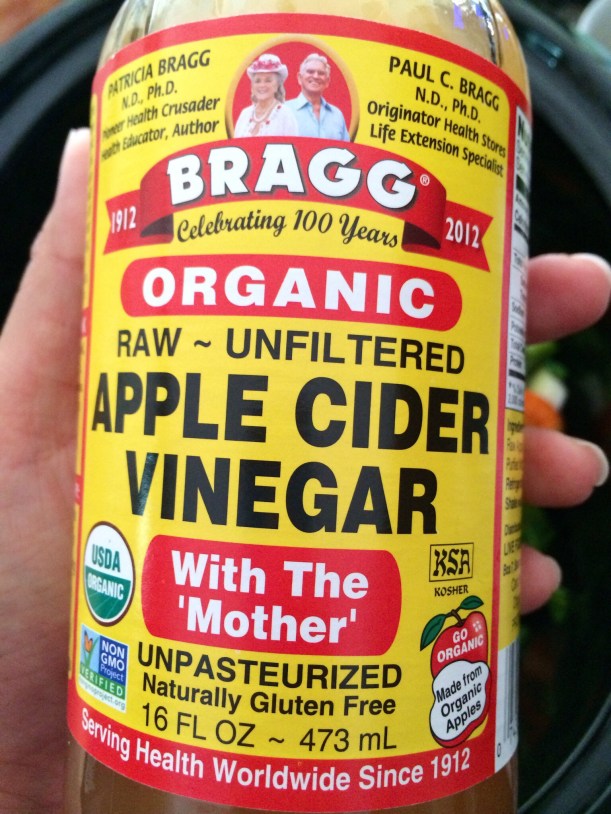 PATRICIA BRAGG
N.D., Ph.D.
Pioneer Health Crusader
Health Educator, Author
PAUL C. BRAGG
N.D., Ph.D.
Originator Health Stores
Life Extension Specialist
BRAGG®
1912
Celebrating 100 Years
2012
ORGANIC
RAW ~ UNFILTERED
APPLE CIDER
VINEGAR
With The
'Mother'
USDA
ORGANIC
KSA
KOSHER
GO
ORGANIC
Made from
Organic
Apples
NON
GMO
Project
VERIFIED
UNPASTEURIZED
Naturally Gluten Free
16 FL OZ ~ 473 mL
Serving Health Worldwide Since 1912